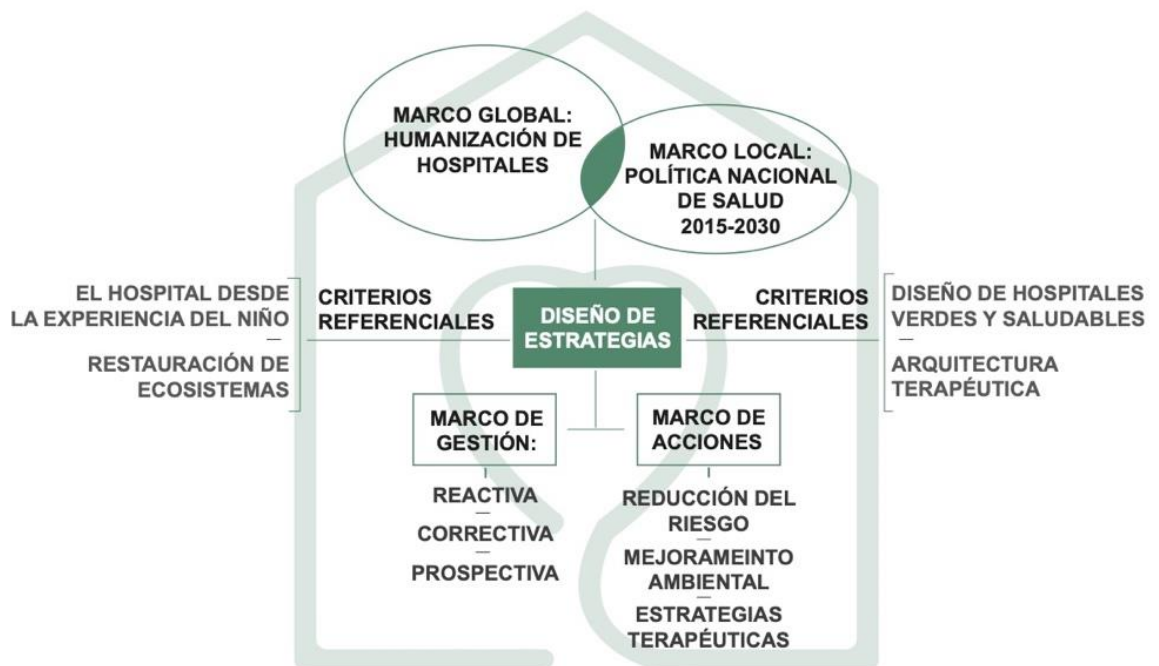 MARCO GLOBAL:
HUMANIZACIÓN DE
HOSPITALES
MARCO LOCAL:
POLÍTICA NACIONAL
DE SALUD
2015-2030
EL HOSPITAL DESDE
LA EXPERIENCIA DEL NIÑO
—
RESTAURACIÓN DE
ECOSISTEMAS
CRITERIOS
REFERENCIALES
DISEÑO DE
ESTRATEGIAS
CRITERIOS
REFERENCIALES
DISEÑO DE HOSPITALES
VERDES Y SALUDABLES
—
ARQUITECTURA
TERAPÉUTICA
MARCO DE
GESTIÓN:
REACTIVA
—
CORRECTIVA
—
PROSPECTIVA
MARCO DE
ACCIONES
REDUCCIÓN DEL
RIESGO
—
MEJORAMEINTO
AMBIENTAL
—
ESTRATEGIAS
TERAPÉUTICAS